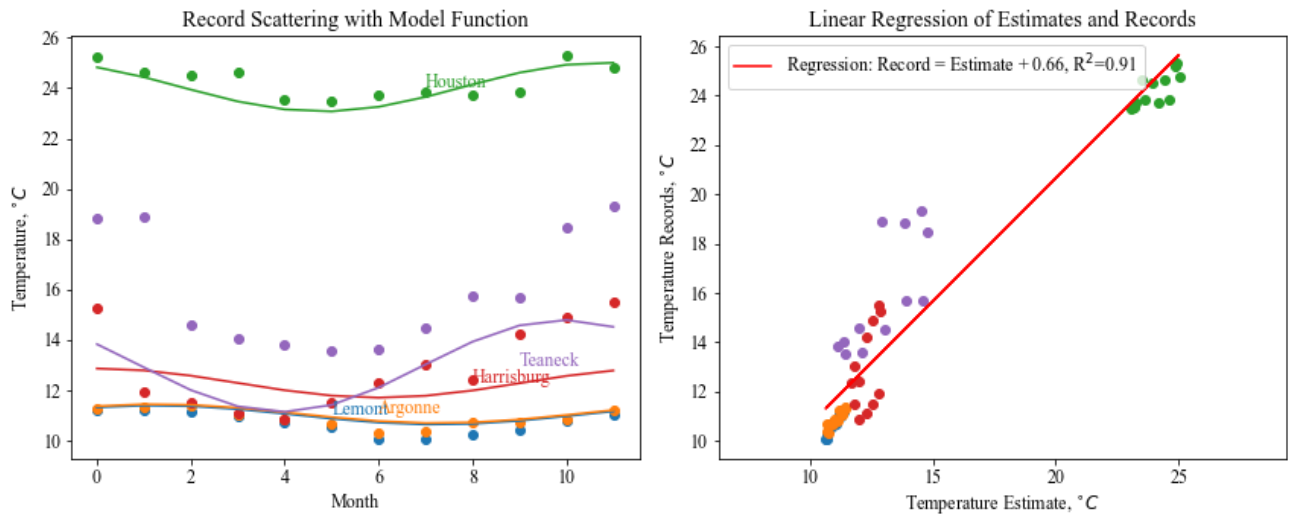 Record Scattering with Model Function
26
24
22
20
18
16
14
12
10
Temperature, °C
Houston
Teaneck
Harrisburg
Lemont
Argonne
0
2
4
6
8
10
Month
Linear Regression of Estimates and Records
26
24
22
20
18
16
14
12
10
Temperature Records, °C
Regression: Record = Estimate + 0.66, R²=0.91
10
15
20
25
Temperature Estimate, °C